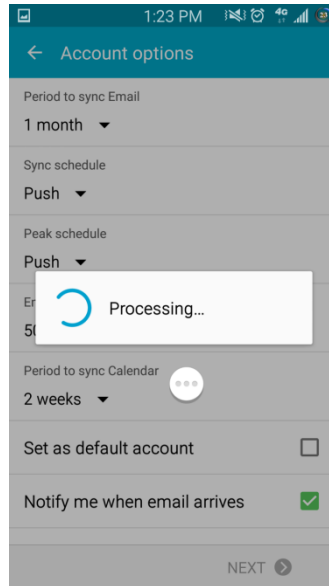 1:23 PM 4G
Account options
Period to sync Email
1 month
Sync schedule
Push
Peak schedule
Push
Processing...
Period to sync Calendar
2 weeks
Set as default account
Notify me when email arrives
NEXT